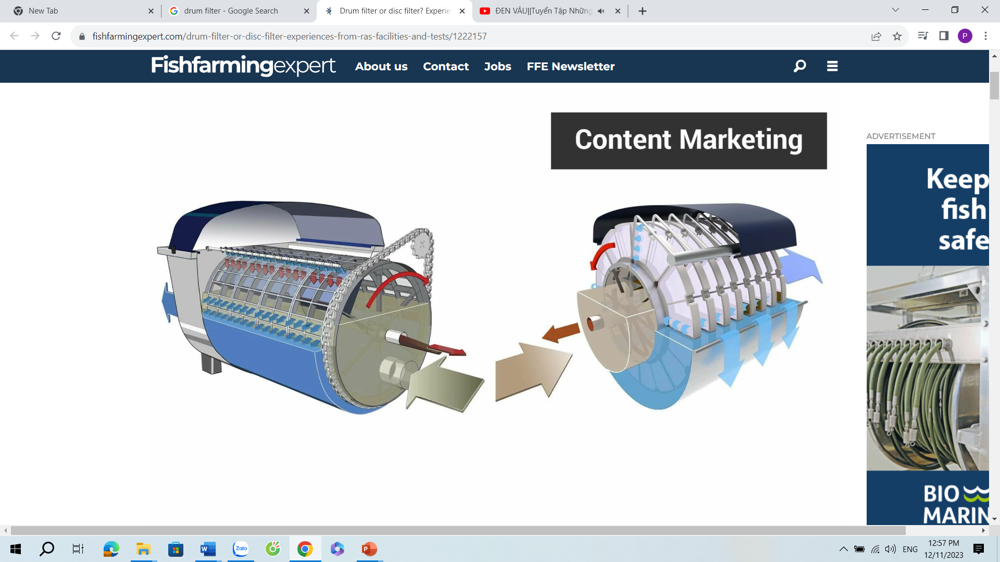 New Tab
drum filter - Google Search
Drum filter or disc filter? Experie
ĐEN VÂU||Tuyển Tập Những
fishfarmingexpert.com/drum-filter-or-disc-filter-experiences-from-ras-facilities-and-tests/1222157
P
Fishfarmingexpert
About us
Contact
Jobs
FFE Newsletter
Content Marketing
ADVERTISEMENT
Keep
fish
safe
BIO
MARIN
W
Zalo
P
ENG
12:57 PM
12/11/2023